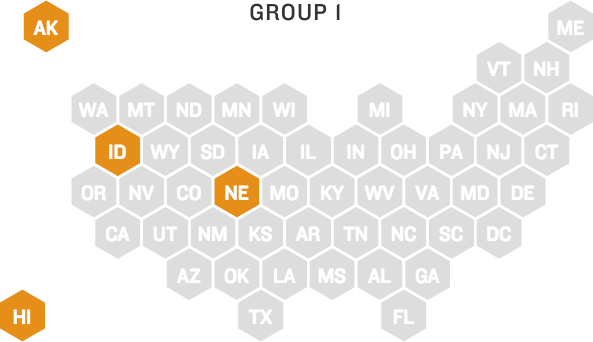 GROUP 1
AK ME
VT NH
WA MT ND MN WI MI NY MA RI
ID WY SD IA IL IN OH PA NJ CT
OR NV CO NE MO KY WV VA MD DE
CA UT NM KS AR TN NC SC DC
AZ OK LA MS AL GA
HI TX FL